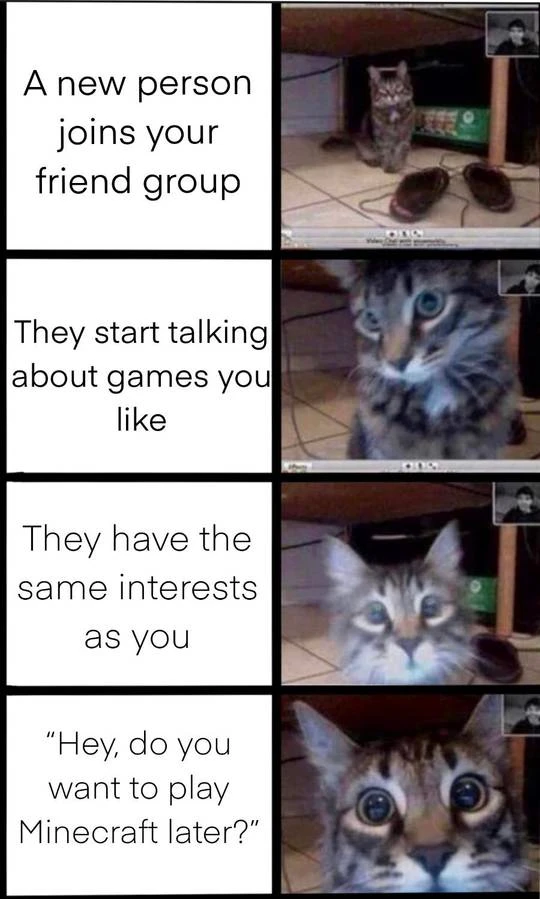 A new person
joins your
friend group
They start talking
about games you
like
They have the
same interests
as you
“Hey, do you
want to play
Minecraft later?”